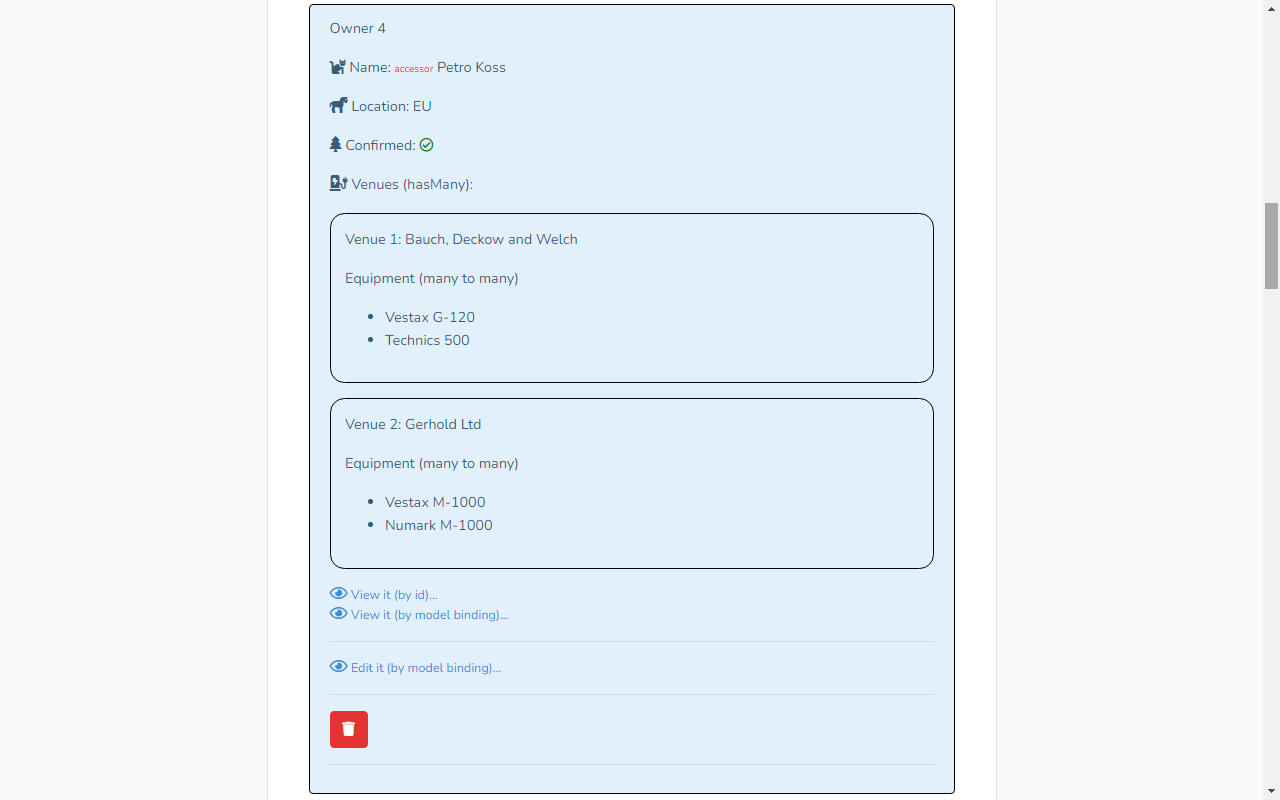 Owner 4
Name: accessor Petro Koss
Location: EU
Confirmed:
Venues (hasMany):
Venue 1: Bauch, Deckow and Welch
Equipment (many to many)
Vestax G-120
Technics 500
Venue 2: Gerhold Ltd
Equipment (many to many)
Vestax M-1000
Numark M-1000
View it (by id)...
View it (by model binding)...
Edit it (by model binding)...